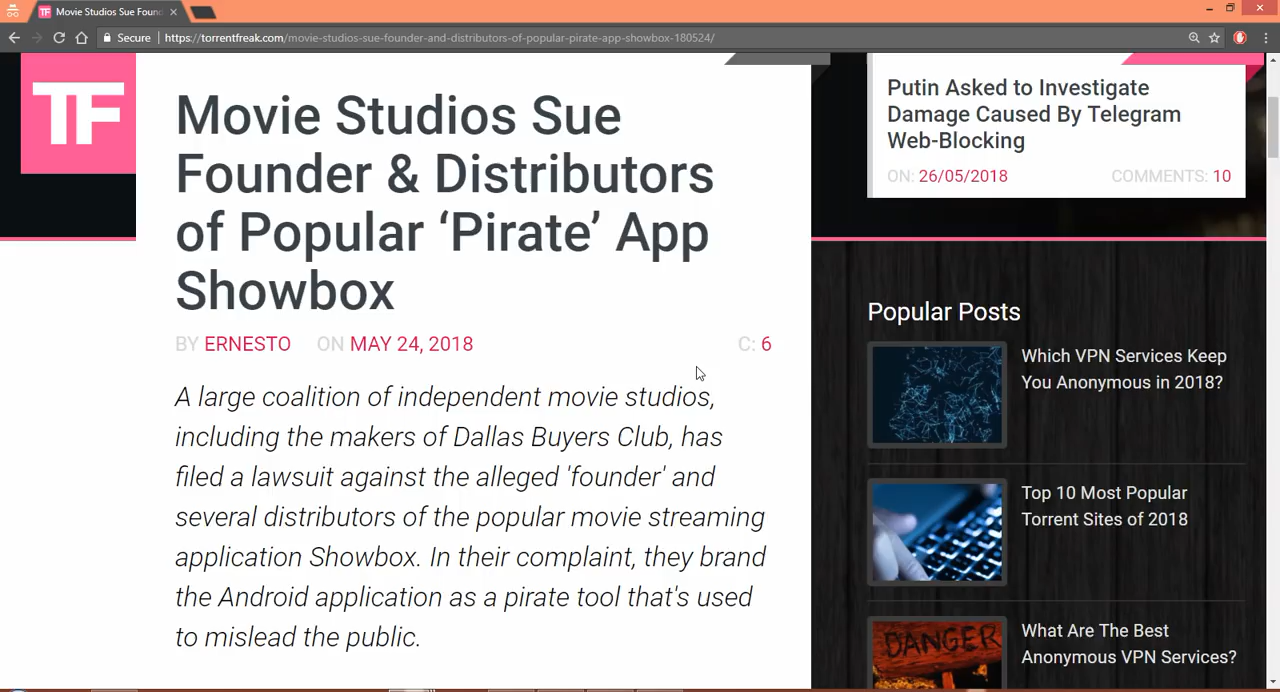 TF Movie Studios Sue Foun
Secure https://torrentfreak.com/movie-studios-sue-founder-and-distributors-of-popular-pirate-app-showbox-180524/
TF
Movie Studios Sue
Founder & Distributors
of Popular ‘Pirate’ App
Showbox
BY ERNESTO ON MAY 24, 2018 C: 6
A large coalition of independent movie studios,
including the makers of Dallas Buyers Club, has
filed a lawsuit against the alleged 'founder' and
several distributors of the popular movie streaming
application Showbox. In their complaint, they brand
the Android application as a pirate tool that's used
to mislead the public.
Putin Asked to Investigate
Damage Caused By Telegram
Web-Blocking
ON: 26/05/2018 COMMENTS: 10
Popular Posts
Which VPN Services Keep
You Anonymous in 2018?
Top 10 Most Popular
Torrent Sites of 2018
DANGER
What Are The Best
Anonymous VPN Services?